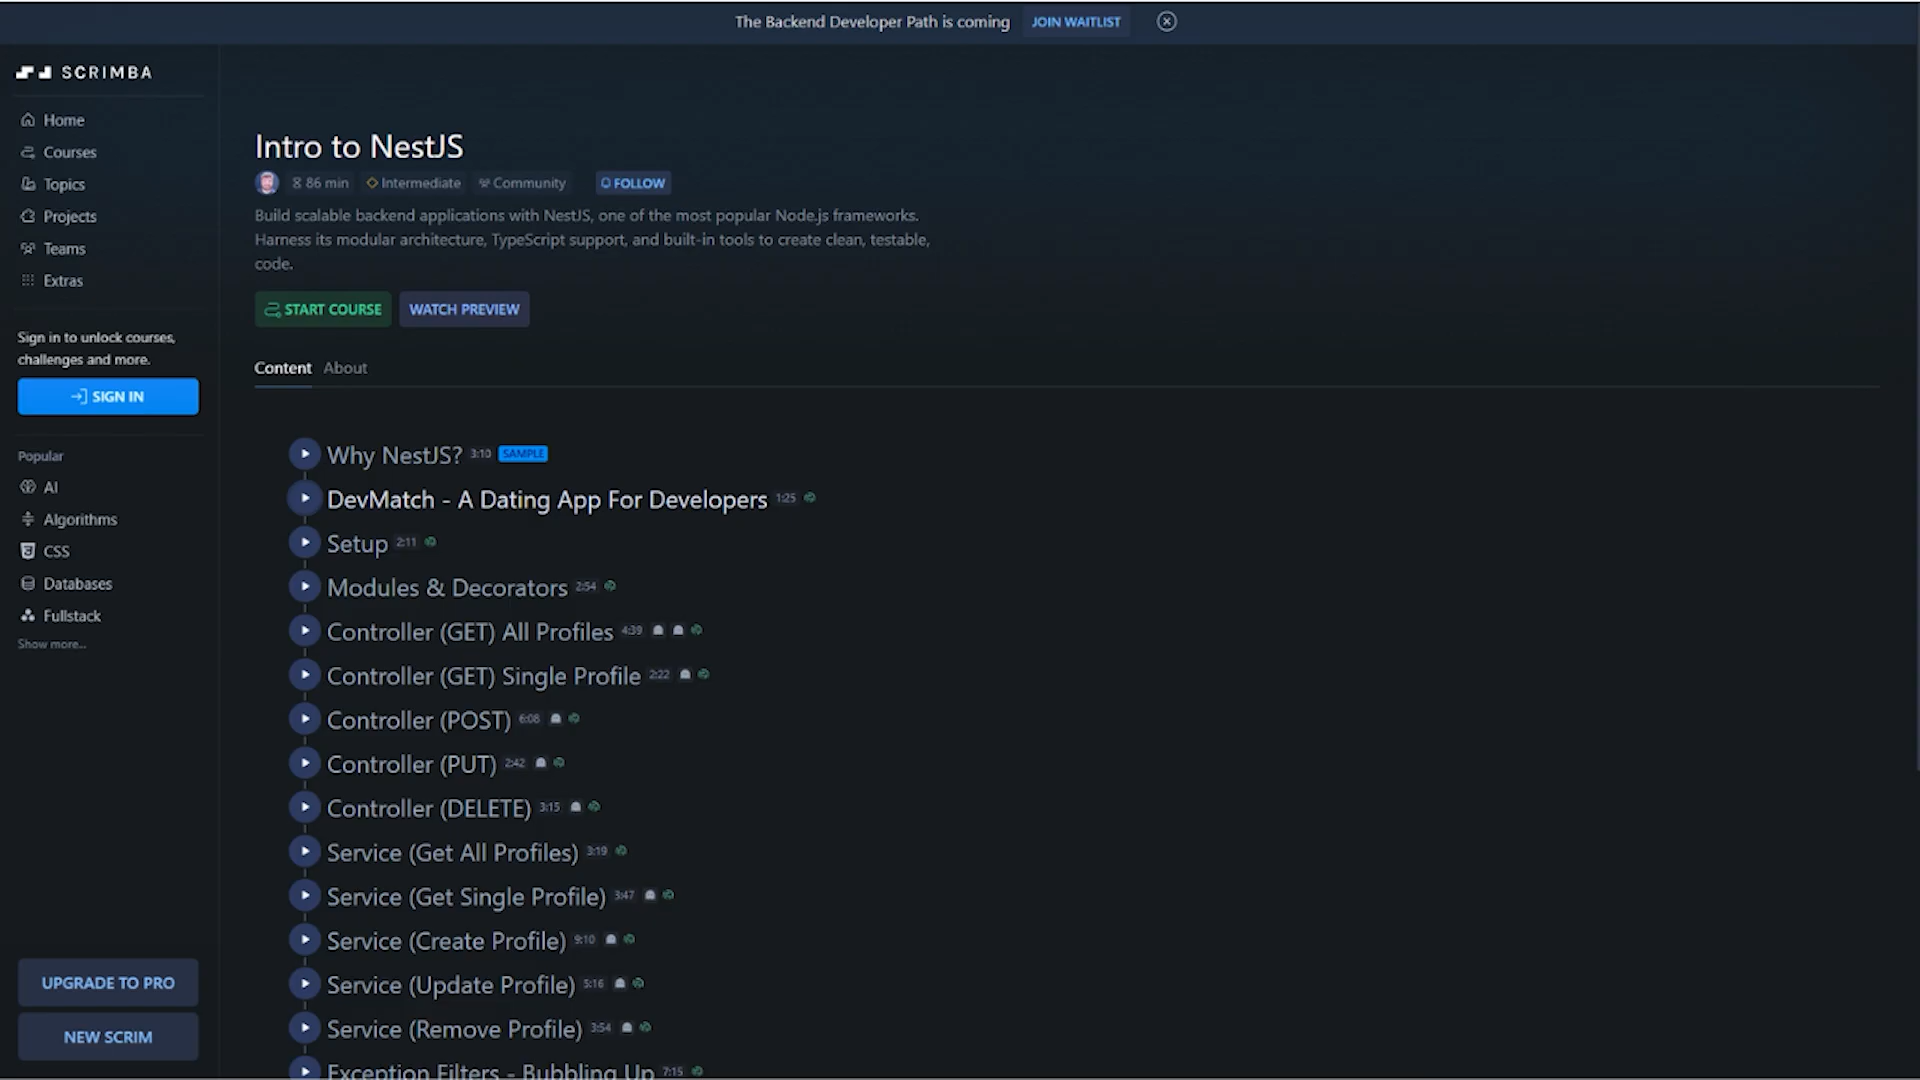 The Backend Developer Path is coming JOIN WAITLIST
SCRIMBA
Home
Courses
Topics
Projects
Teams
Extras
Sign in to unlock courses,
challenges and more.
SIGN IN
Popular
AI
Algorithms
CSS
Databases
Fullstack
Show more...
UPGRADE TO PRO
NEW SCRIM
Intro to NestJS
86 min Intermediate Community FOLLOW
Build scalable backend applications with NestJS, one of the most popular Node.js frameworks.
Harness its modular architecture, TypeScript support, and built-in tools to create clean, testable,
code.
START COURSE WATCH PREVIEW
Content About
Why NestJS? 3:10 SAMPLE
DevMatch - A Dating App For Developers 1:25
Setup 2:11
Modules & Decorators 2:54
Controller (GET) All Profiles 4:39
Controller (GET) Single Profile 2:22
Controller (POST) 6:08
Controller (PUT) 2:42
Controller (DELETE) 3:15
Service (Get All Profiles) 3:19
Service (Get Single Profile) 3:47
Service (Create Profile) 9:10
Service (Update Profile) 5:16
Service (Remove Profile) 3:54
Exception Filters - Bubbling Up 7:15